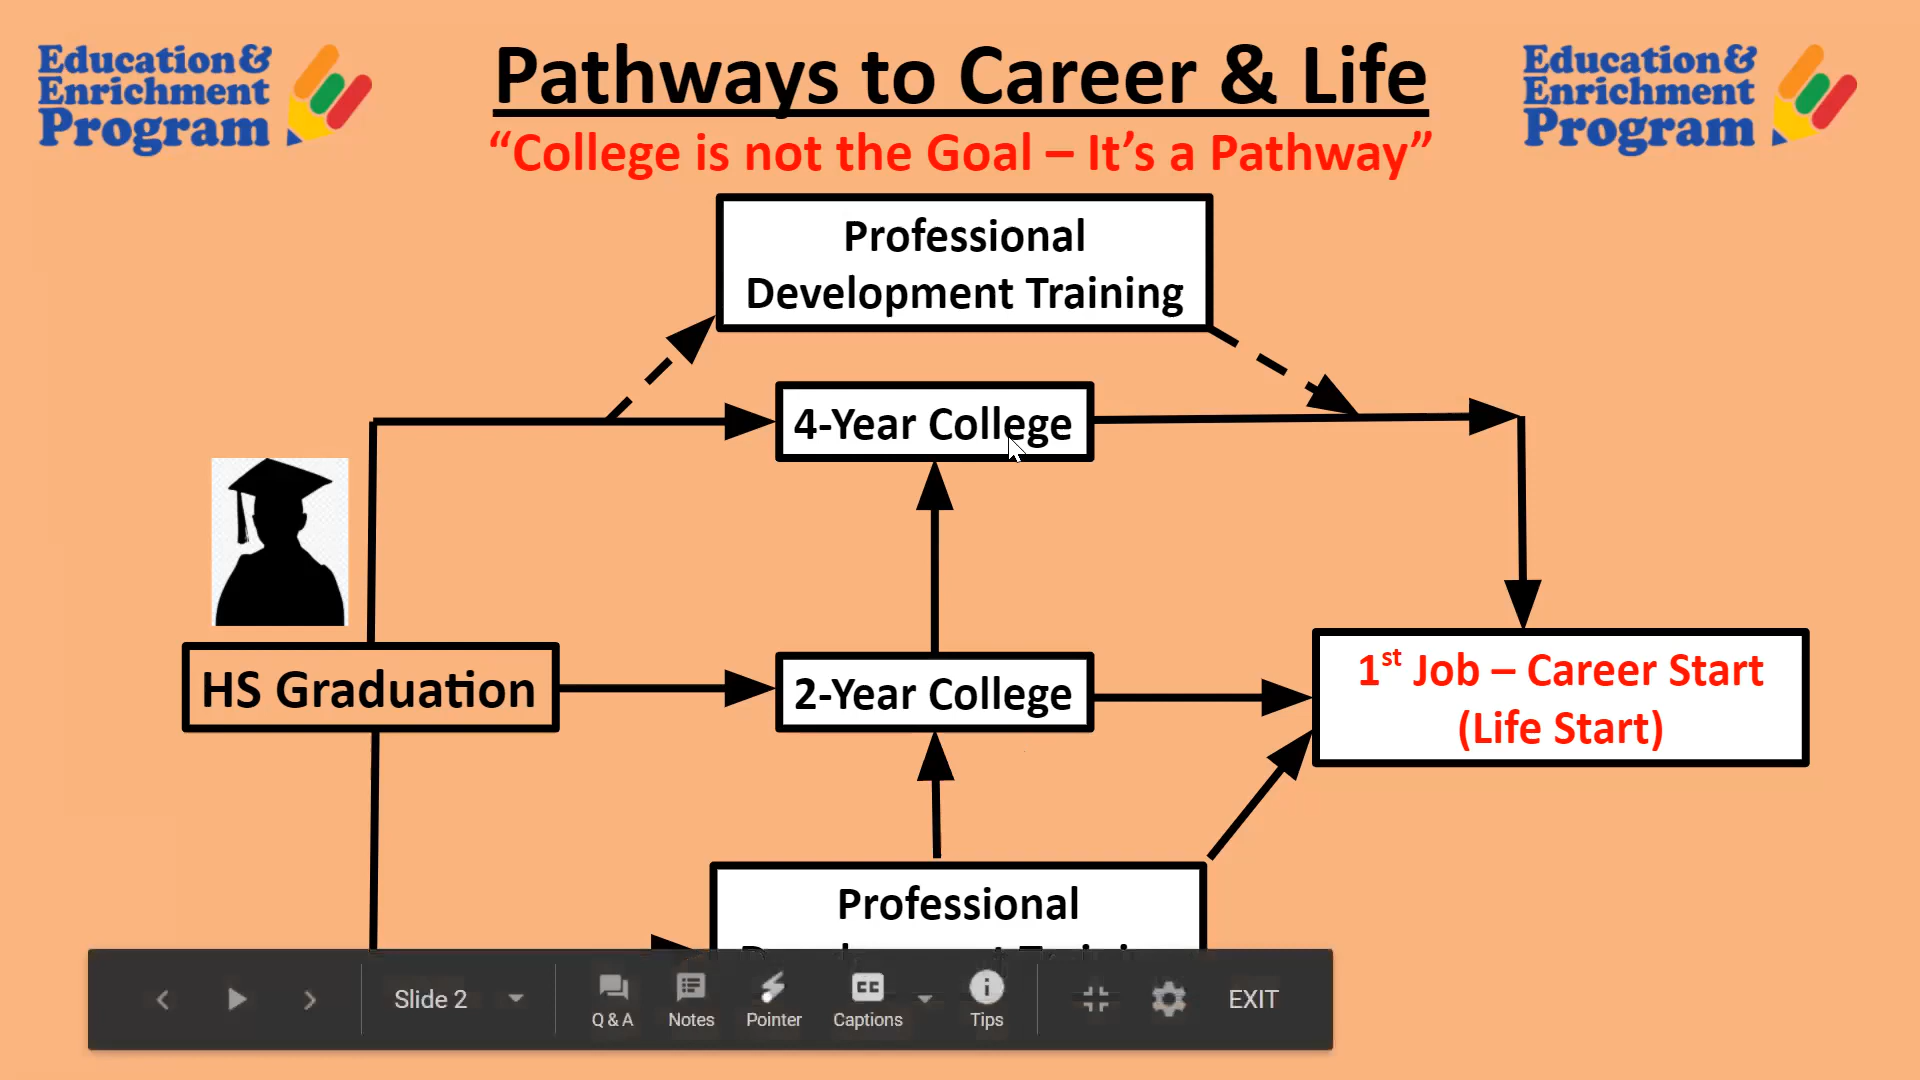 Education&
Enrichment
Program
Pathways to Career & Life
“College is not the Goal – It’s a Pathway”
Education&
Enrichment
Program
Professional
Development Training
4-Year College
HS Graduation
2-Year College
1st Job – Career Start
(Life Start)
Professional
Slide 2
Q & A
Notes
Pointer
CC
Captions
Tips
EXIT